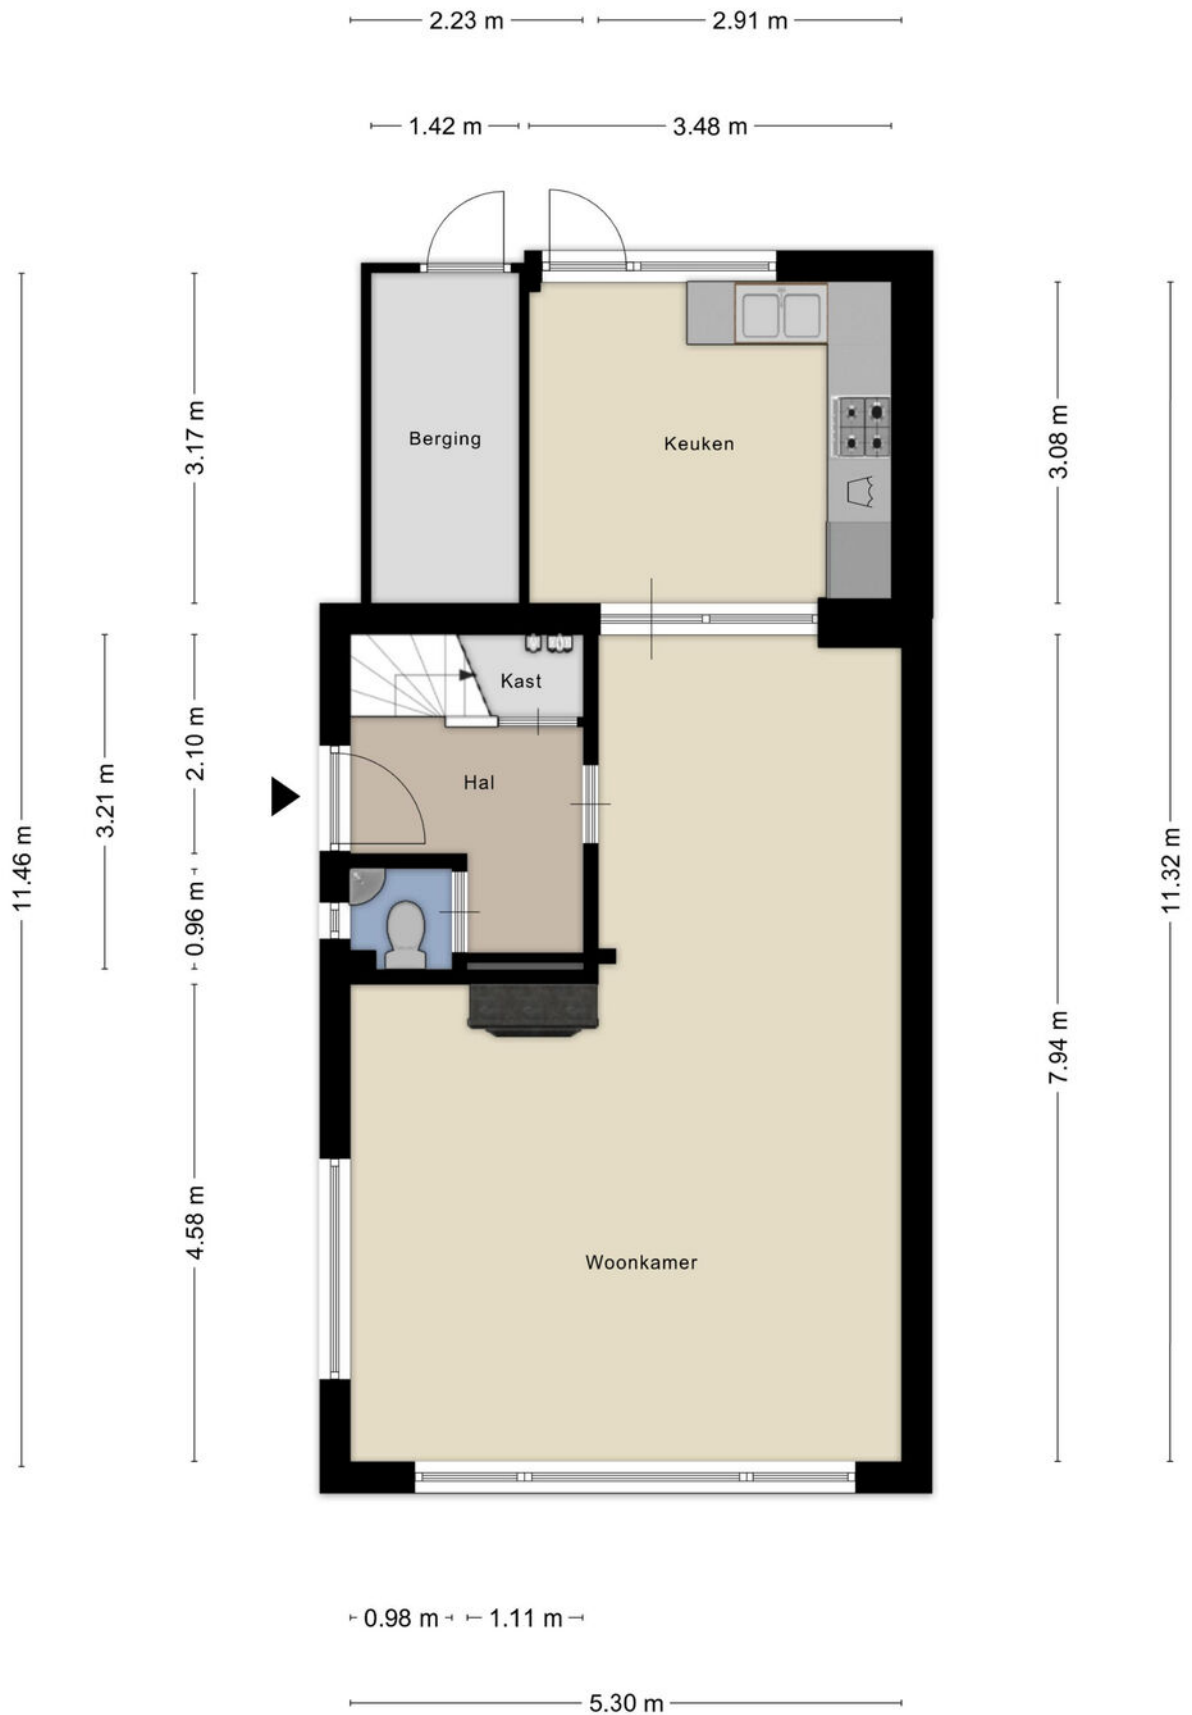 2.23 m 2.91 m
1.42 m 3.48 m
Berging
Keuken
3.17 m
3.08 m
Kast
Hal
2.10 m
3.21 m
11.46 m
0.96 m
11.32 m
7.94 m
4.58 m
Woonkamer
0.98 m 1.11 m
5.30 m